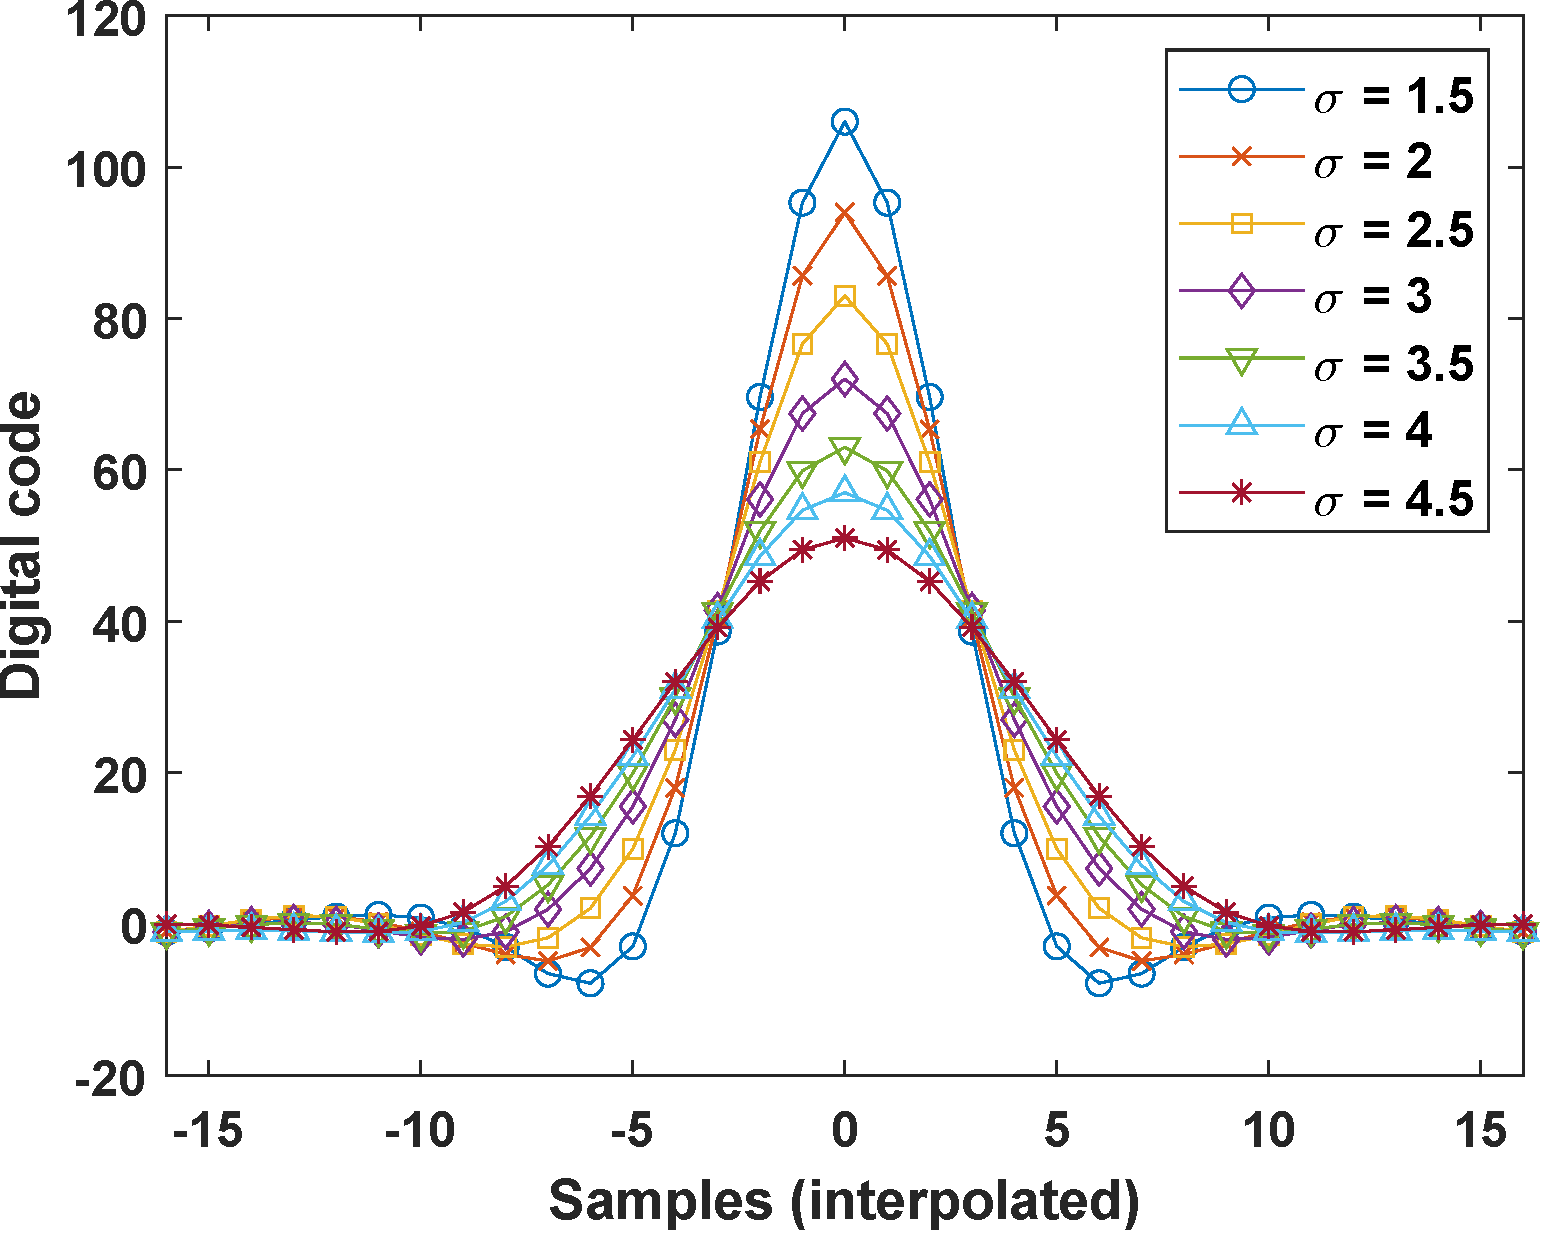 120
100
80
60
40
20
0
-20
Digital code
-15 -10 -5 0 5 10 15
Samples (interpolated)
σ = 1.5
σ = 2
σ = 2.5
σ = 3
σ = 3.5
σ = 4
σ = 4.5